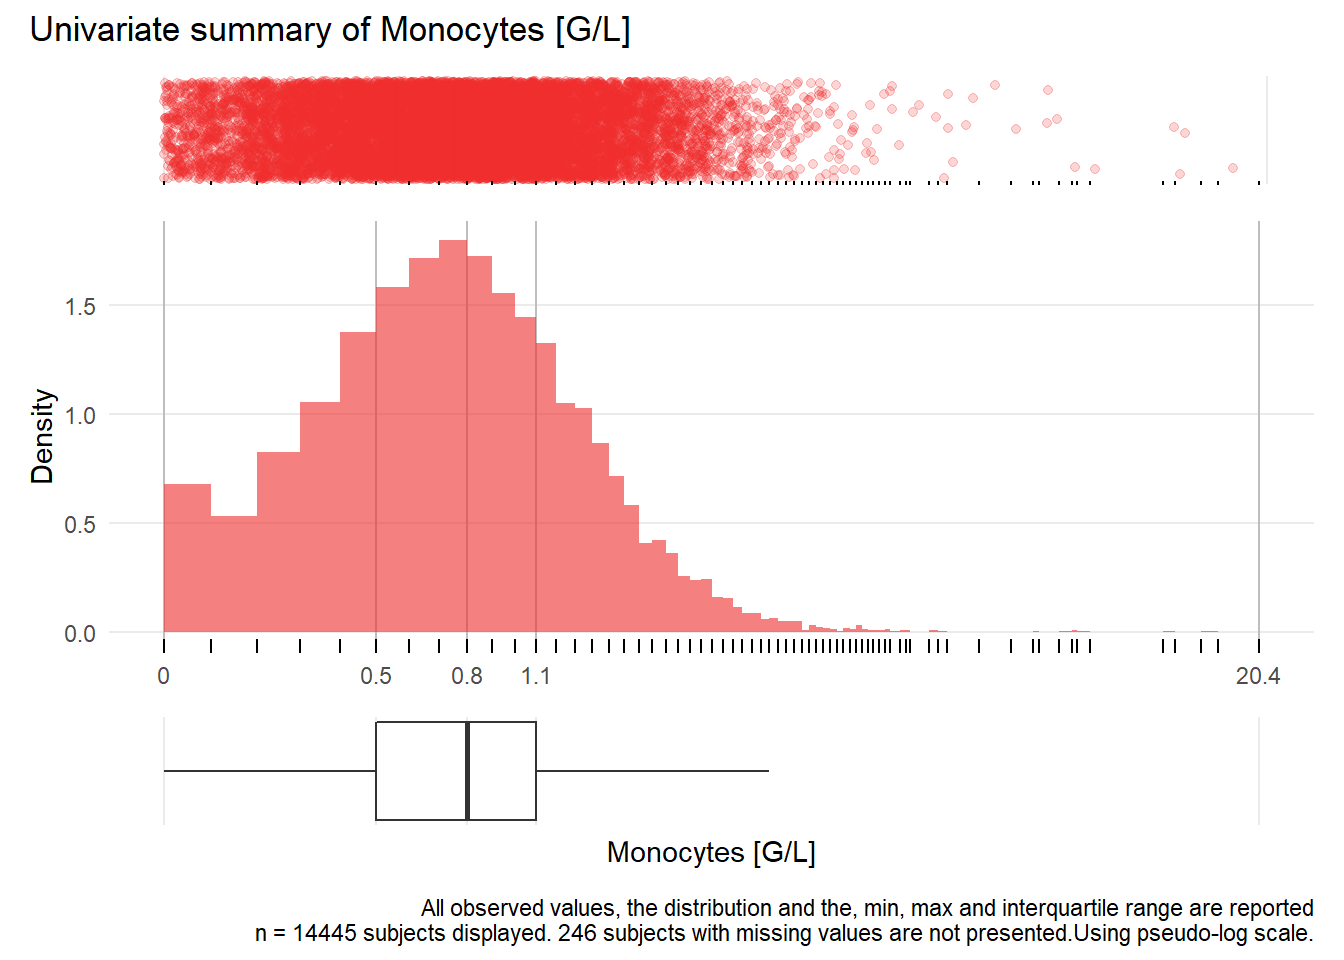 Univariate summary of Monocytes [G/L]
1.5
1.0
0.5
0.0
Density
0 0.5 0.8 1.1 20.4
Monocytes [G/L]
All observed values, the distribution and the, min, max and interquartile range are reported
n = 14445 subjects displayed. 246 subjects with missing values are not presented.Using pseudo-log scale.